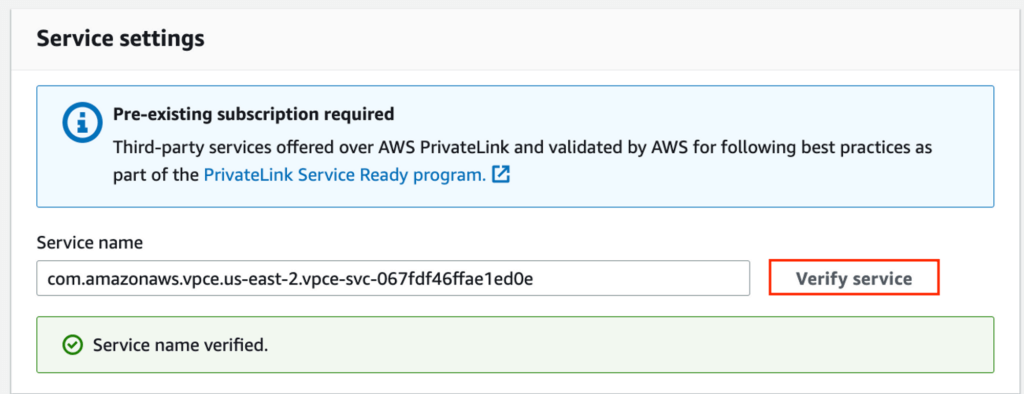 Service settings
Pre-existing subscription required
Third-party services offered over AWS PrivateLink and validated by AWS for following best practices as
part of the PrivateLink Service Ready program.
Service name
com.amazonaws.vpce.us-east-2.vpce-svc-067fdf46ffae1ed0e
Verify service
Service name verified.